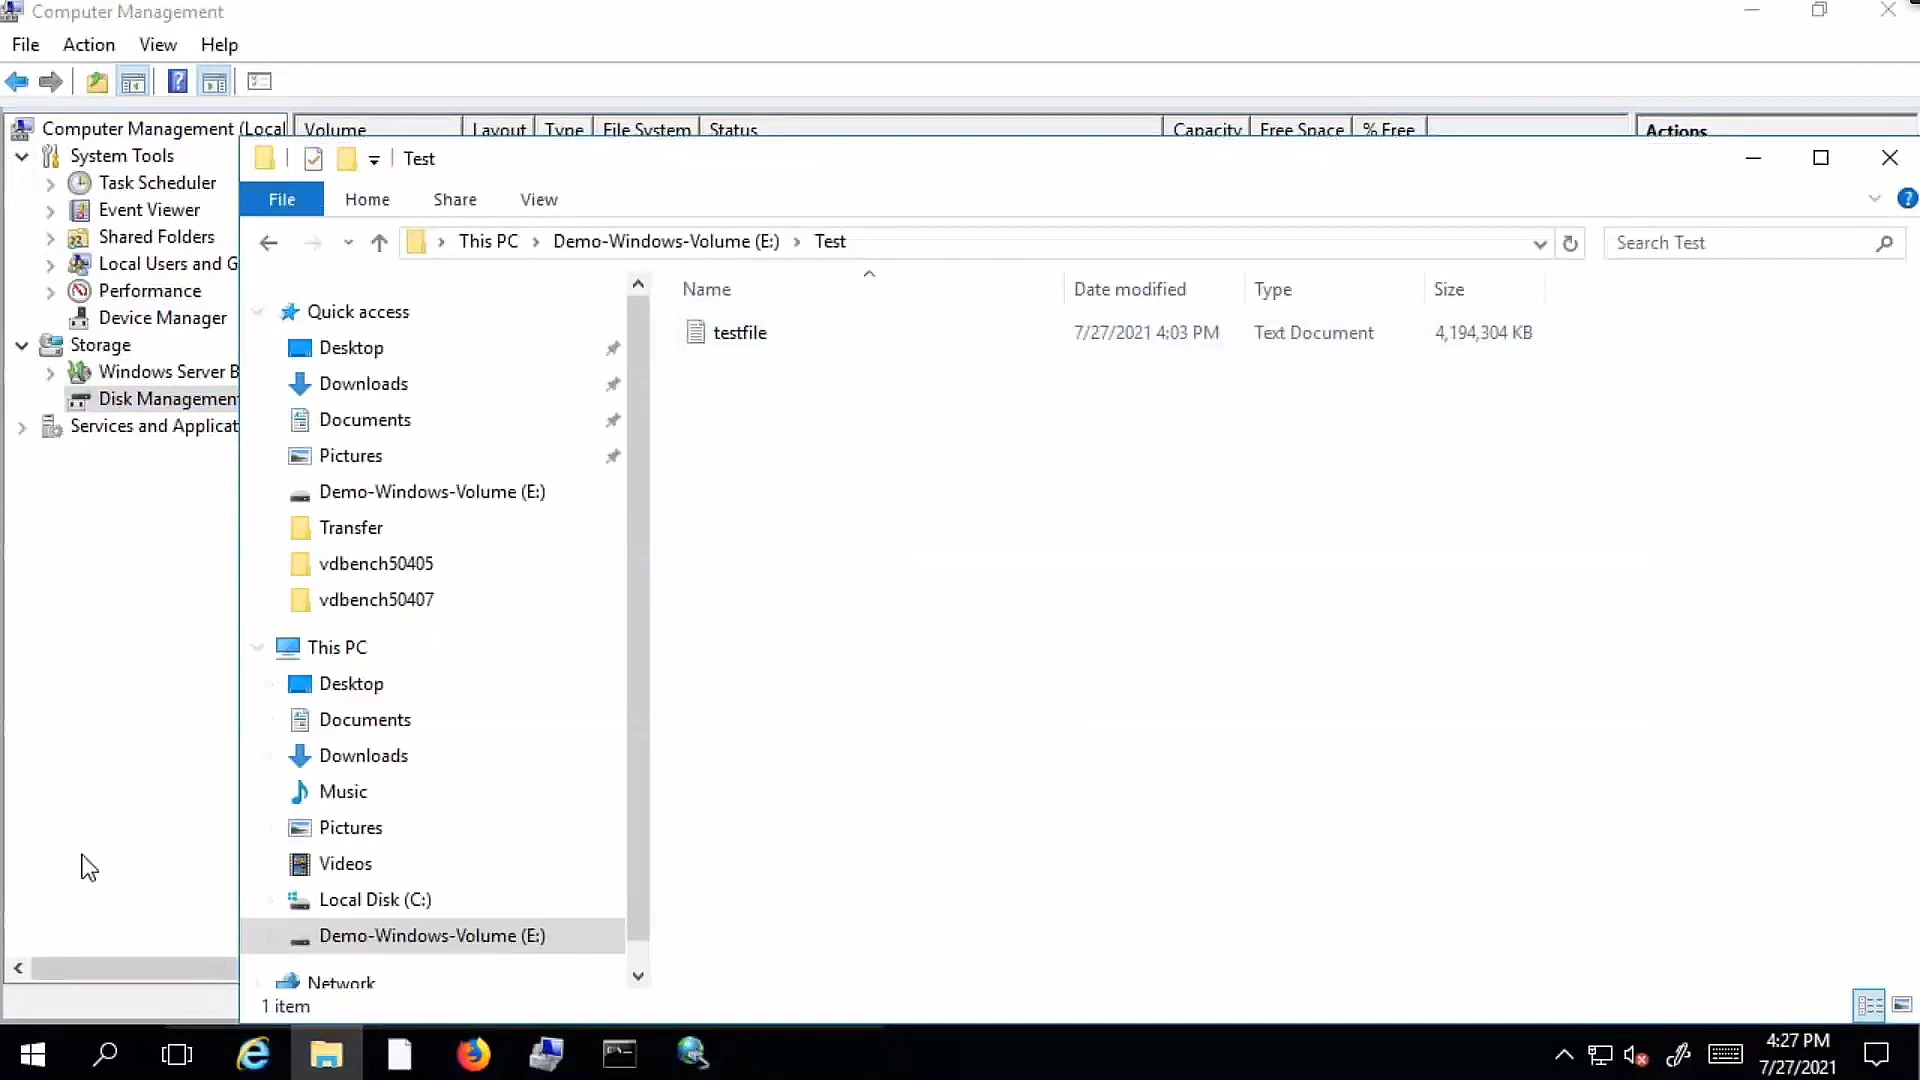 Computer Management
File Action View Help
Computer Management (Local
System Tools
Task Scheduler
Event Viewer
Shared Folders
Local Users and G
Performance
Device Manager
Storage
Windows Server B
Disk Management
Services and Applicat
Volume Layout Type File System Status Capacity Free Space % Free
Actions
Test
File Home Share View
This PC Demo-Windows-Volume (E:) Test
Search Test
Quick access
Desktop
Downloads
Documents
Pictures
Demo-Windows-Volume (E:)
Transfer
vdbench50405
vdbench50407
This PC
Desktop
Documents
Downloads
Music
Pictures
Videos
Local Disk (C:)
Demo-Windows-Volume (E:)
Network
Name Date modified Type Size
testfile 7/27/2021 4:03 PM Text Document 4,194,304 KB
1 item
4:27 PM
7/27/2021